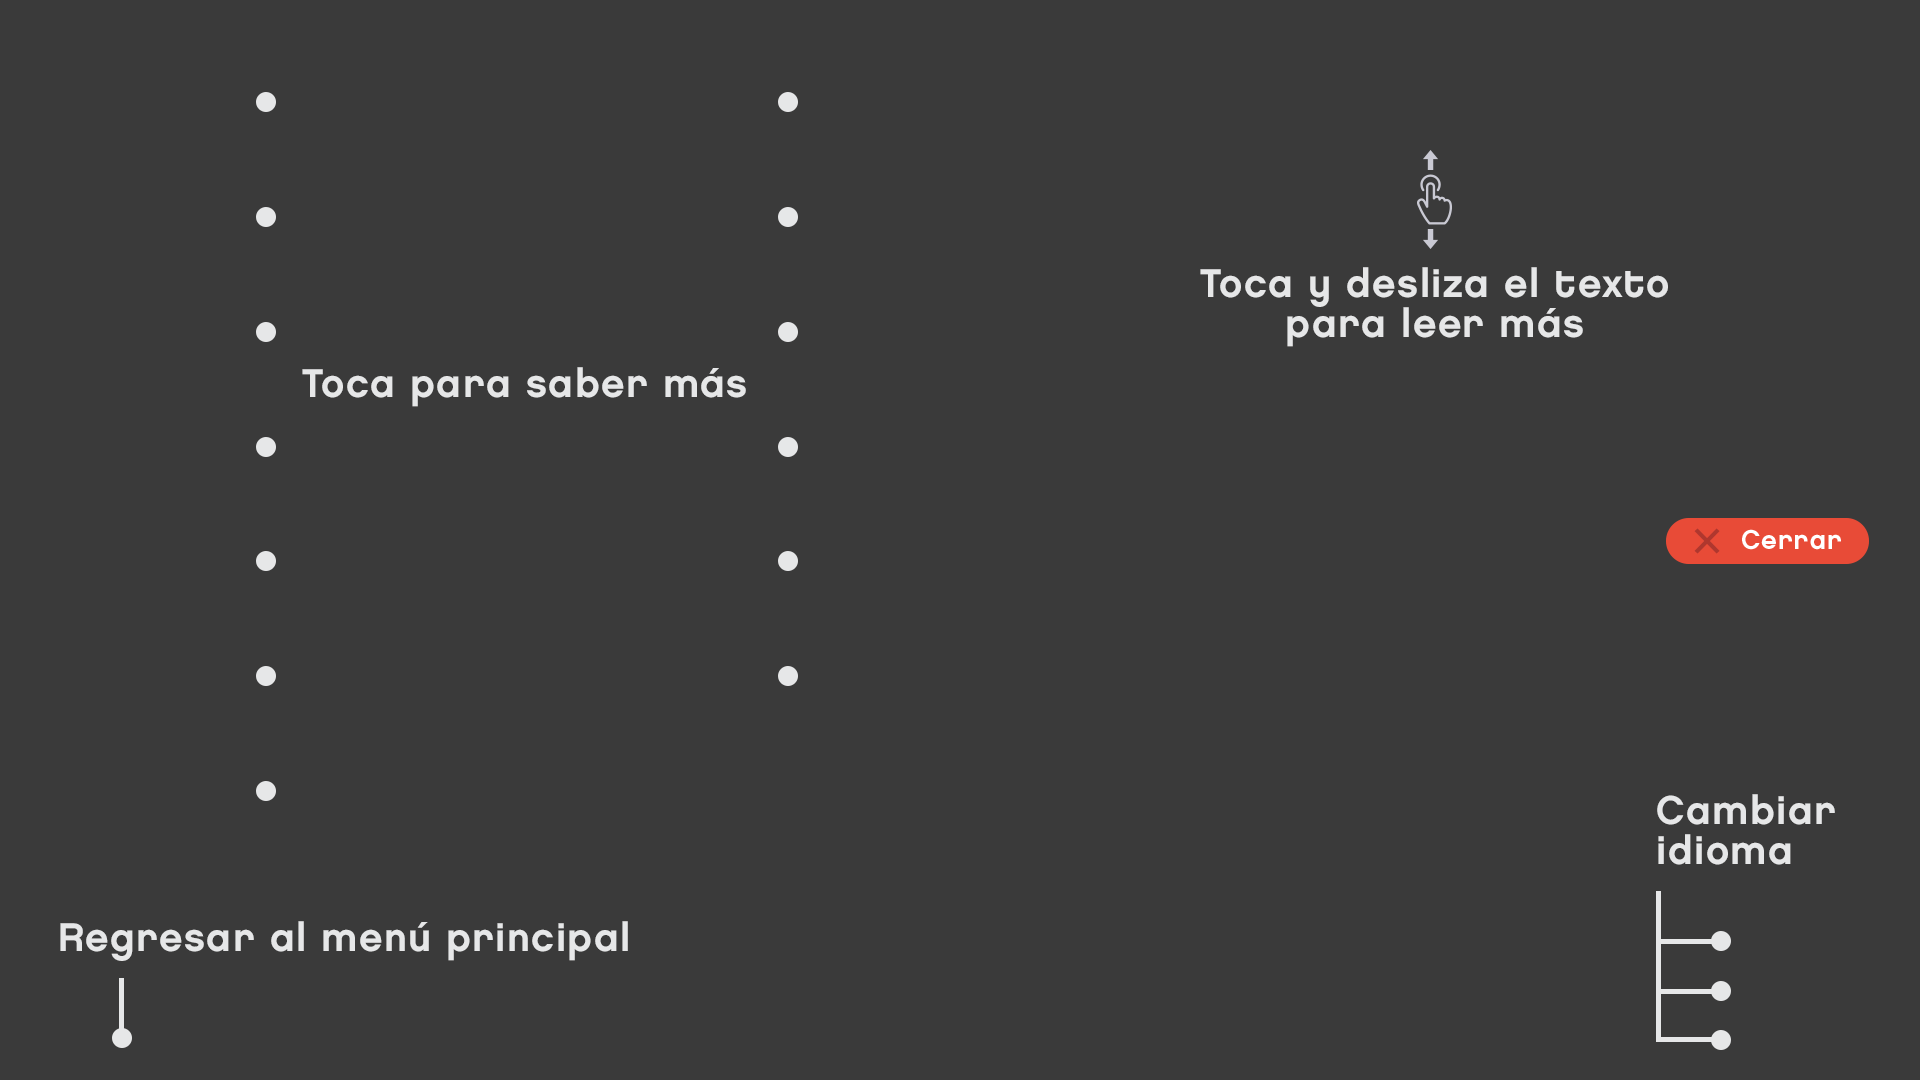 Toca y desliza el texto
para leer más
Toca para saber más
Cerrar
Cambiar
idioma
Regresar al menú principal